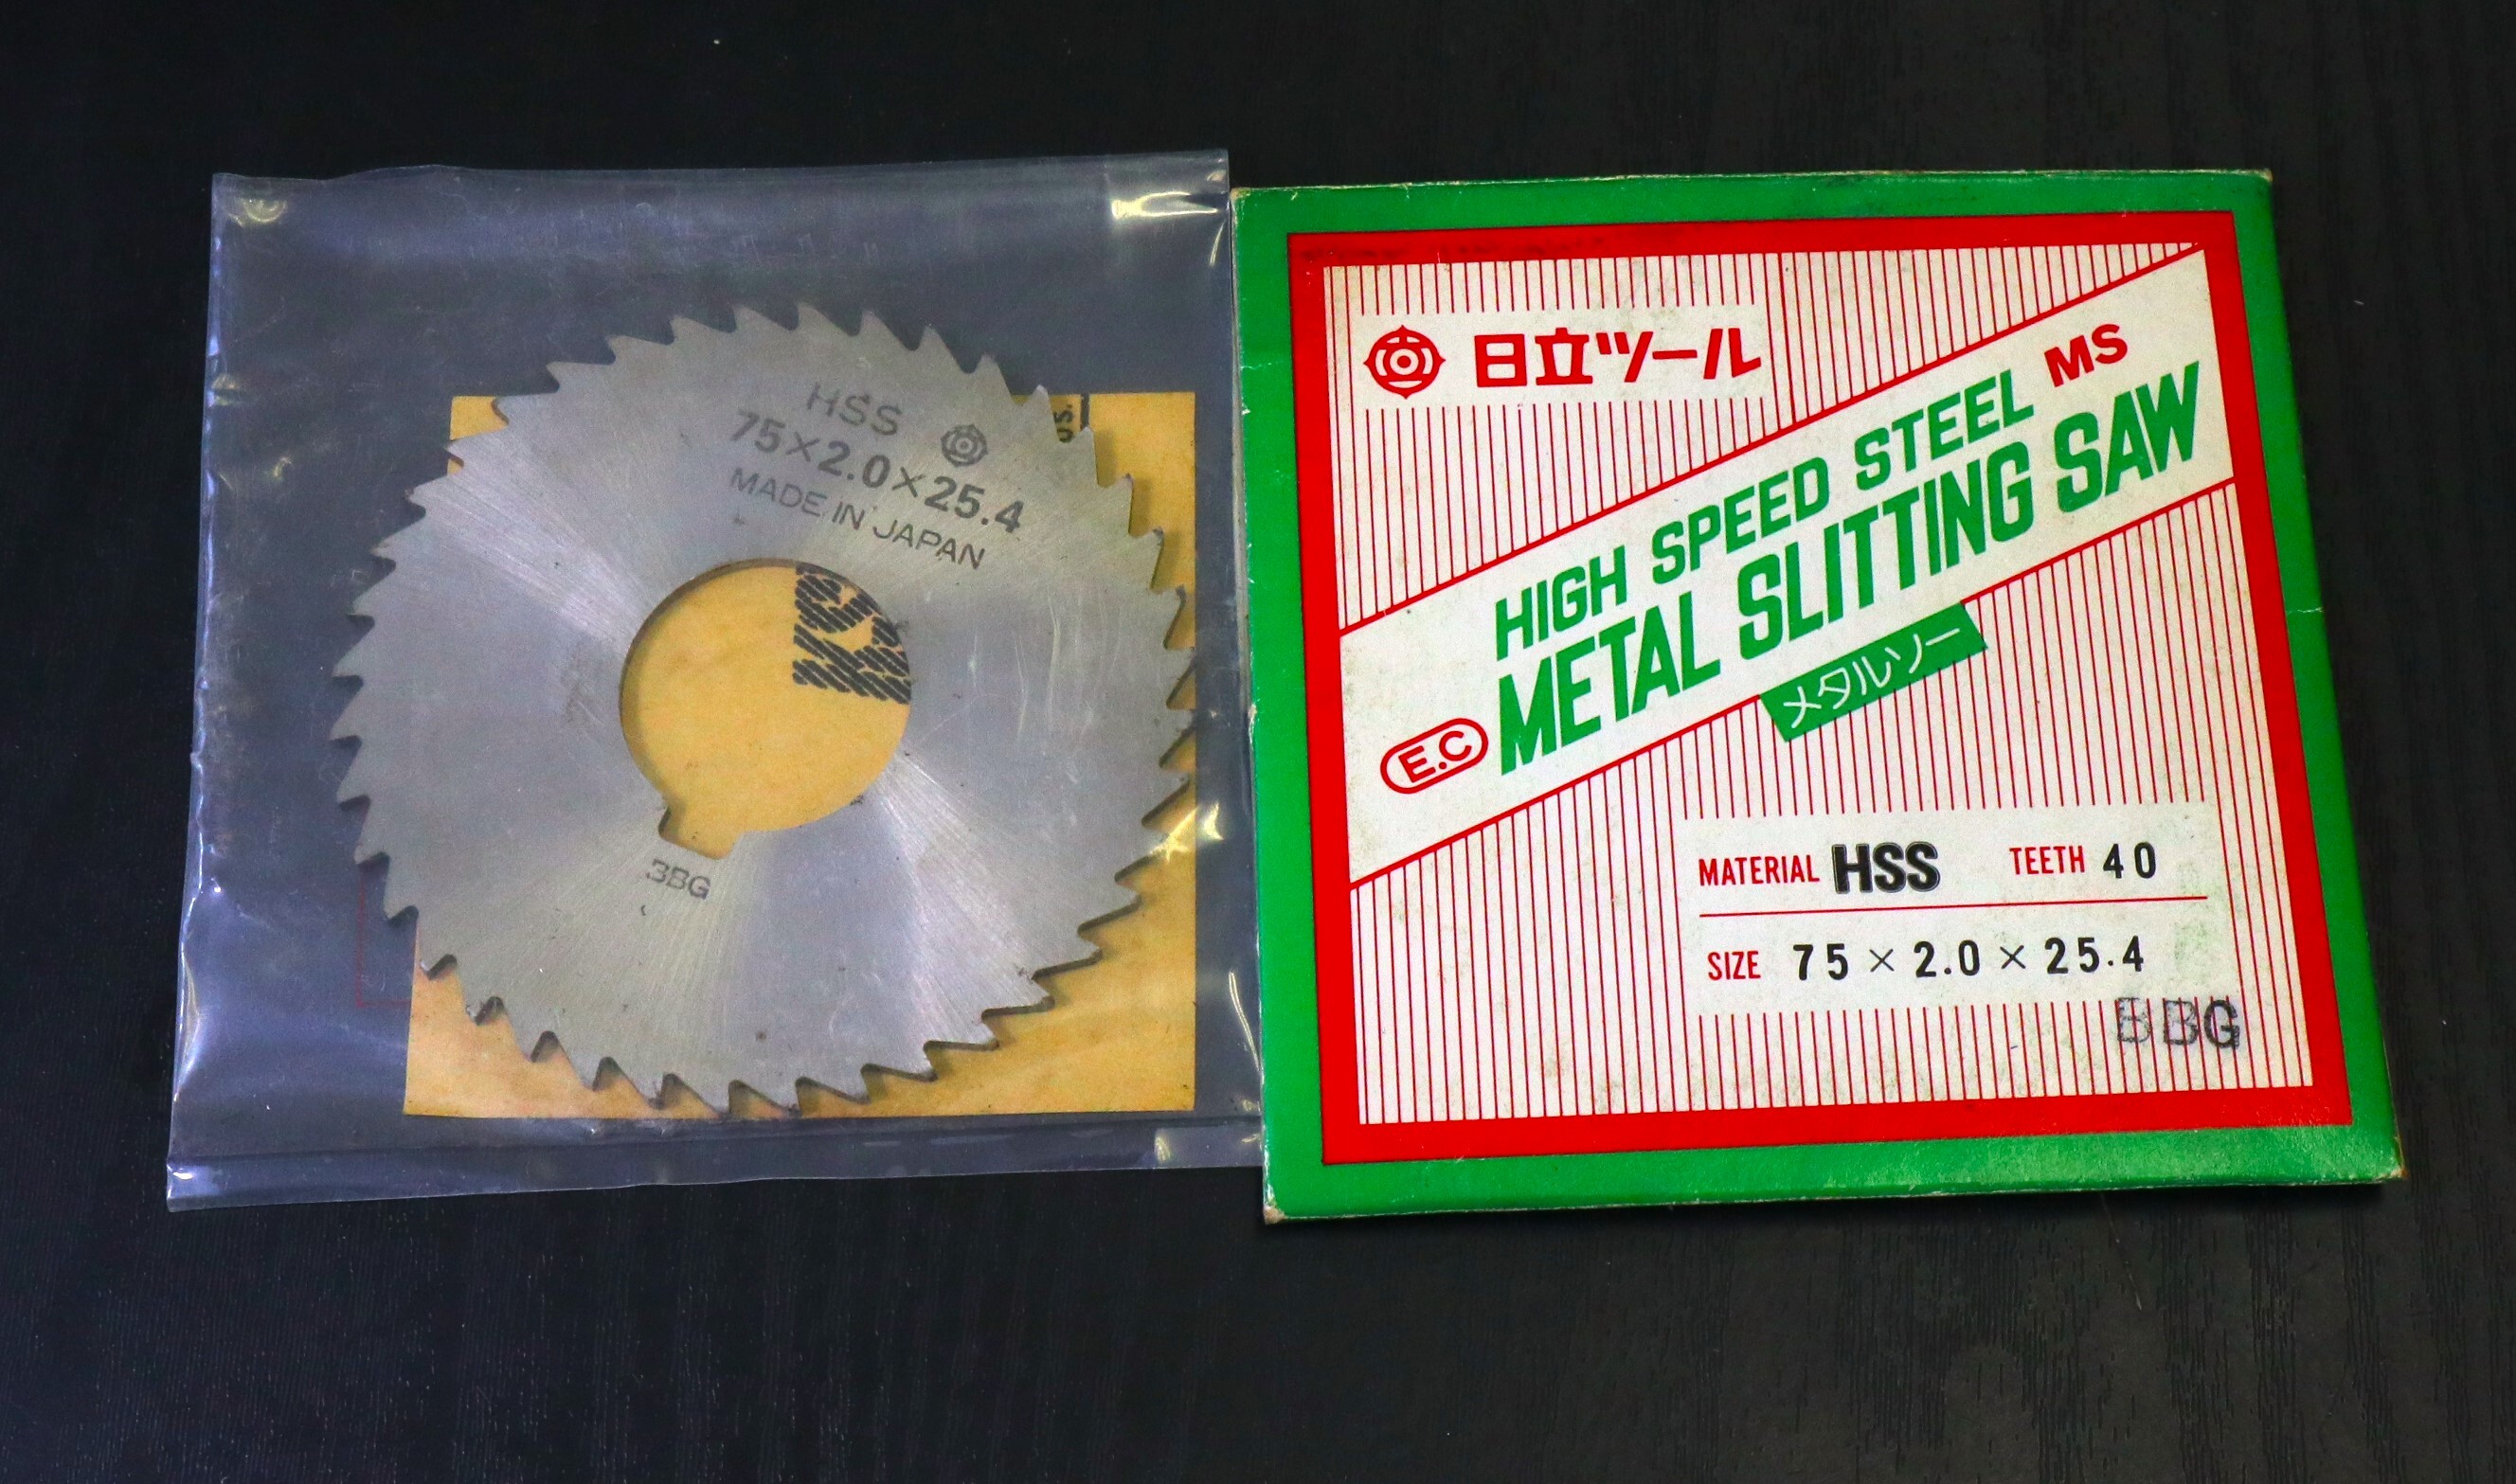 HSS
75×2.0×25.4
MADE IN JAPAN
3BG
日立ツール
HIGH SPEED STEEL MS
E.C METAL SLITTING SAW
メタルソー
MATERIAL HSS TEETH 40
SIZE 75×2.0×25.4